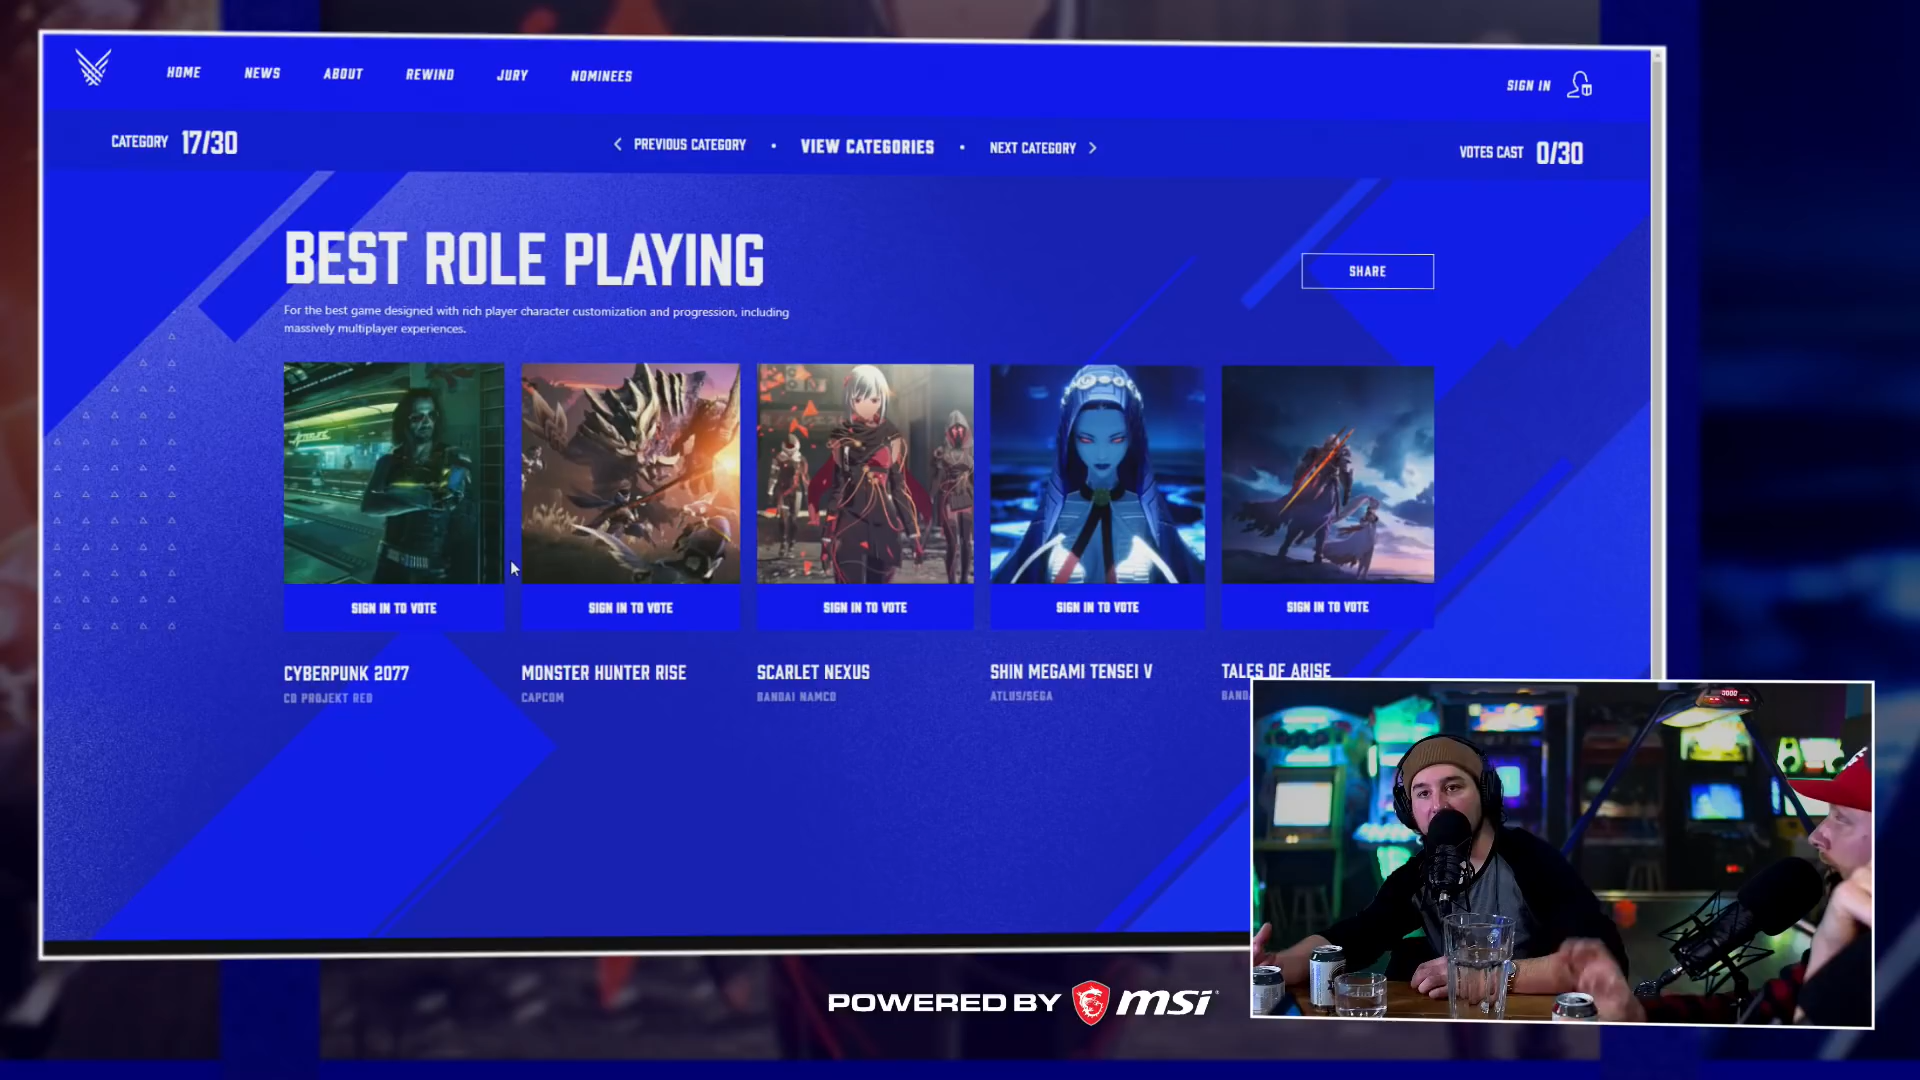 HOME NEWS ABOUT REWIND JURY NOMINEES
SIGN IN
CATEGORY 17/30
PREVIOUS CATEGORY • VIEW CATEGORIES • NEXT CATEGORY
VOTES CAST 0/30
BEST ROLE PLAYING
SHARE
For the best game designed with rich player character customization and progression, including
massively multiplayer experiences.
AFTERLIFE
SIGN IN TO VOTE SIGN IN TO VOTE SIGN IN TO VOTE SIGN IN TO VOTE SIGN IN TO VOTE
CYBERPUNK 2077 MONSTER HUNTER RISE SCARLET NEXUS SHIN MEGAMI TENSEI V TALES OF ARISE
CD PROJEKT RED CAPCOM BANDAI NAMCO ATLUS/SEGA BAND
POWERED BY msi